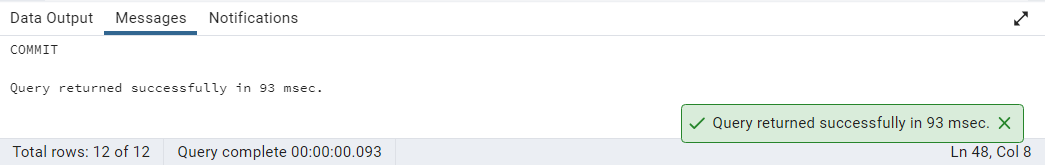 Data Output Messages Notifications
COMMIT
Query returned successfully in 93 msec.
Query returned successfully in 93 msec.
Total rows: 12 of 12 Query complete 00:00:00.093 Ln 48, Col 8